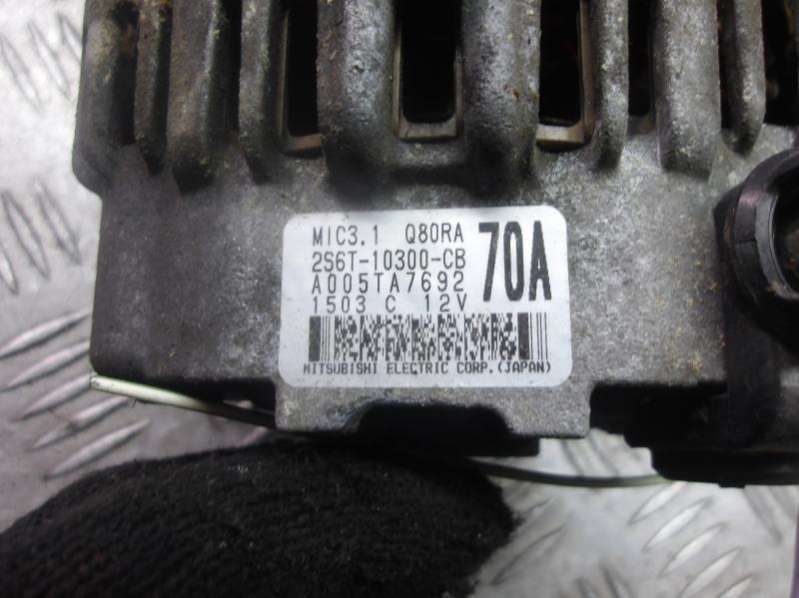 MIC3.1 Q80RA 70A
2S6T-10300-CB
A005TA7692
1503 C 12V
MITSUBISHI ELECTRIC CORP.(JAPAN)